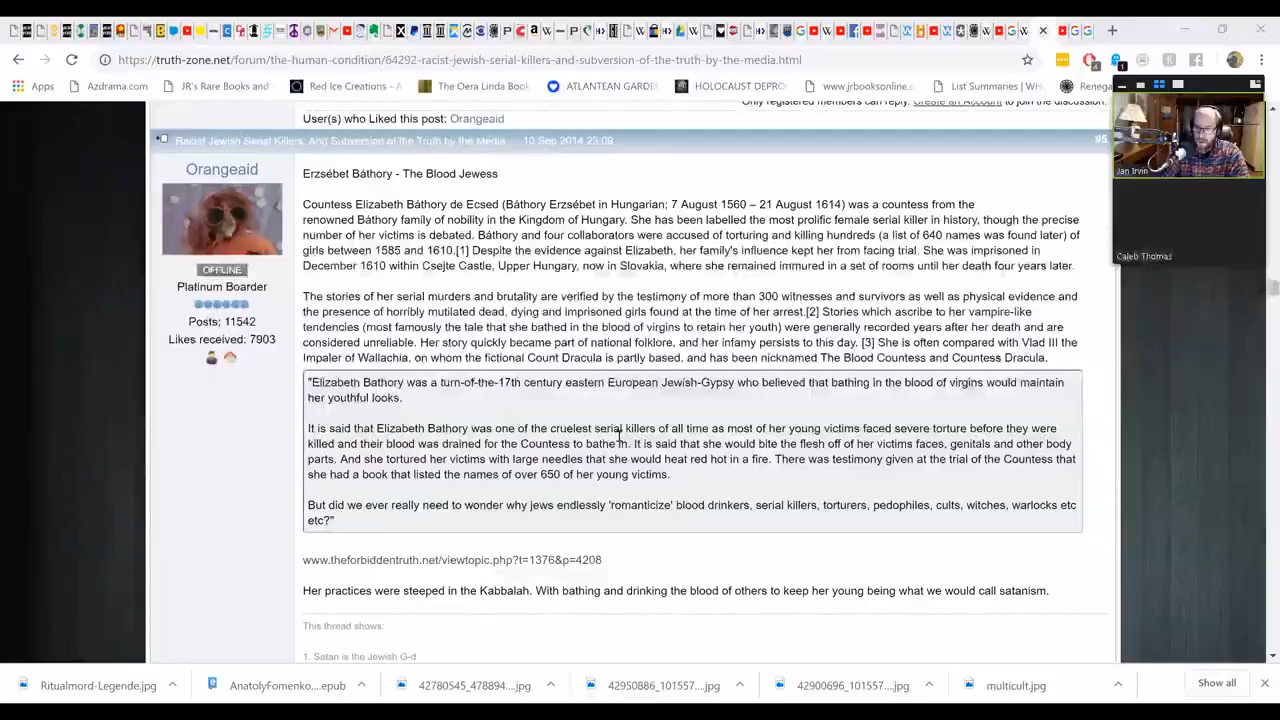 https://truth-zone.net/forum/the-human-condition/64292-racist-jewish-serial-killers-and-subversion-of-the-truth-by-the-media.html
Apps Azdrama.com JR's Rare Books and Red Ice Creations - The Oera Linda Book ATLANTEAN GARDE HOLOCAUST DEPRO www.jrbooksonline. List Summaries | WH Renega
Only registered members can reply. Create an Account to join the discussion.
User(s) who Liked this post: Orangeaid
Racist Jewish Serial Killers: And Subversion of the Truth by the Media... 10 Sep 2014 23:09 #5
Orangeaid
OFFLINE
Platinum Boarder
Posts: 11542
Likes received: 7903
Erzsébet Báthory - The Blood Jewess
Countess Elizabeth Báthory de Ecsed (Báthory Erzsébet in Hungarian; 7 August 1560 – 21 August 1614) was a countess from the
renowned Báthory family of nobility in the Kingdom of Hungary. She has been labelled the most prolific female serial killer in history, though the precise
number of her victims is debated. Báthory and four collaborators were accused of torturing and killing hundreds (a list of 640 names was found later) of
girls between 1585 and 1610.[1] Despite the evidence against Elizabeth, her family's influence kept her from facing trial. She was imprisoned in
December 1610 within Csejte Castle, Upper Hungary, now in Slovakia, where she remained immured in a set of rooms until her death four years later.
The stories of her serial murders and brutality are verified by the testimony of more than 300 witnesses and survivors as well as physical evidence and
the presence of horribly mutilated dead, dying and imprisoned girls found at the time of her arrest.[2] Stories which ascribe to her vampire-like
tendencies (most famously the tale that she bathed in the blood of virgins to retain her youth) were generally recorded years after her death and are
considered unreliable. Her story quickly became part of national folklore, and her infamy persists to this day. [3] She is often compared with Vlad III the
Impaler of Wallachia, on whom the fictional Count Dracula is partly based, and has been nicknamed The Blood Countess and Countess Dracula.
"Elizabeth Bathory was a turn-of-the-17th century eastern European Jewish-Gypsy who believed that bathing in the blood of virgins would maintain
her youthful looks.
It is said that Elizabeth Bathory was one of the cruelest serial killers of all time as most of her young victims faced severe torture before they were
killed and their blood was drained for the Countess to bathe in. It is said that she would bite the flesh off of her victims faces, genitals and other body
parts. And she tortured her victims with large needles that she would heat red hot in a fire. There was testimony given at the trial of the Countess that
she had a book that listed the names of over 650 of her young victims.
But did we ever really need to wonder why jews endlessly 'romanticize' blood drinkers, serial killers, torturers, pedophiles, cults, witches, warlocks etc
etc?"
www.theforbiddentruth.net/viewtopic.php?t=1376&p=4208
Her practices were steeped in the Kabbalah. With bathing and drinking the blood of others to keep her young being what we would call satanism.
This thread shows:
1. Satan is the Jewish G-d
Jan Irvin
Caleb Thomas
Ritualmord-Legende.jpg AnatolyFomenko....epub 42780545_478894....jpg 42950886_101557....jpg 42900696_101557....jpg multicult.jpg Show all